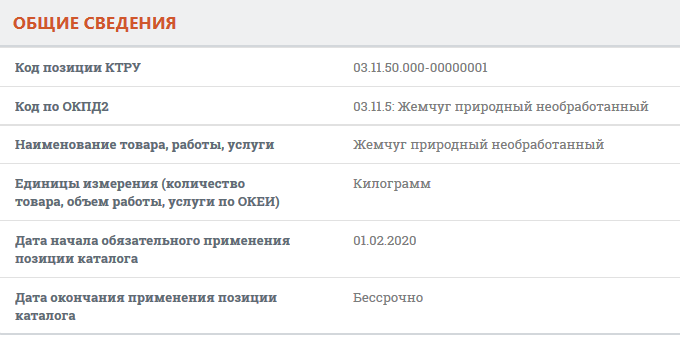 ОБЩИЕ СВЕДЕНИЯ
Код позиции КТРУ 03.11.50.000-00000001
Код по ОКПД2 03.11.5: Жемчуг природный необработанный
Наименование товара, работы, услуги Жемчуг природный необработанный
Единицы измерения (количество Килограмм
товара, объем работы, услуги по ОКЕИ)
Дата начала обязательного применения 01.02.2020
позиции каталога
Дата окончания применения позиции Бессрочно
каталога